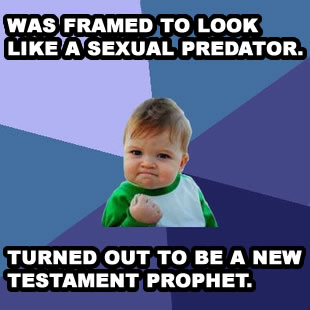 WAS FRAMED TO LOOK
LIKE A SEXUAL PREDATOR.
TURNED OUT TO BE A NEW
TESTAMENT PROPHET.